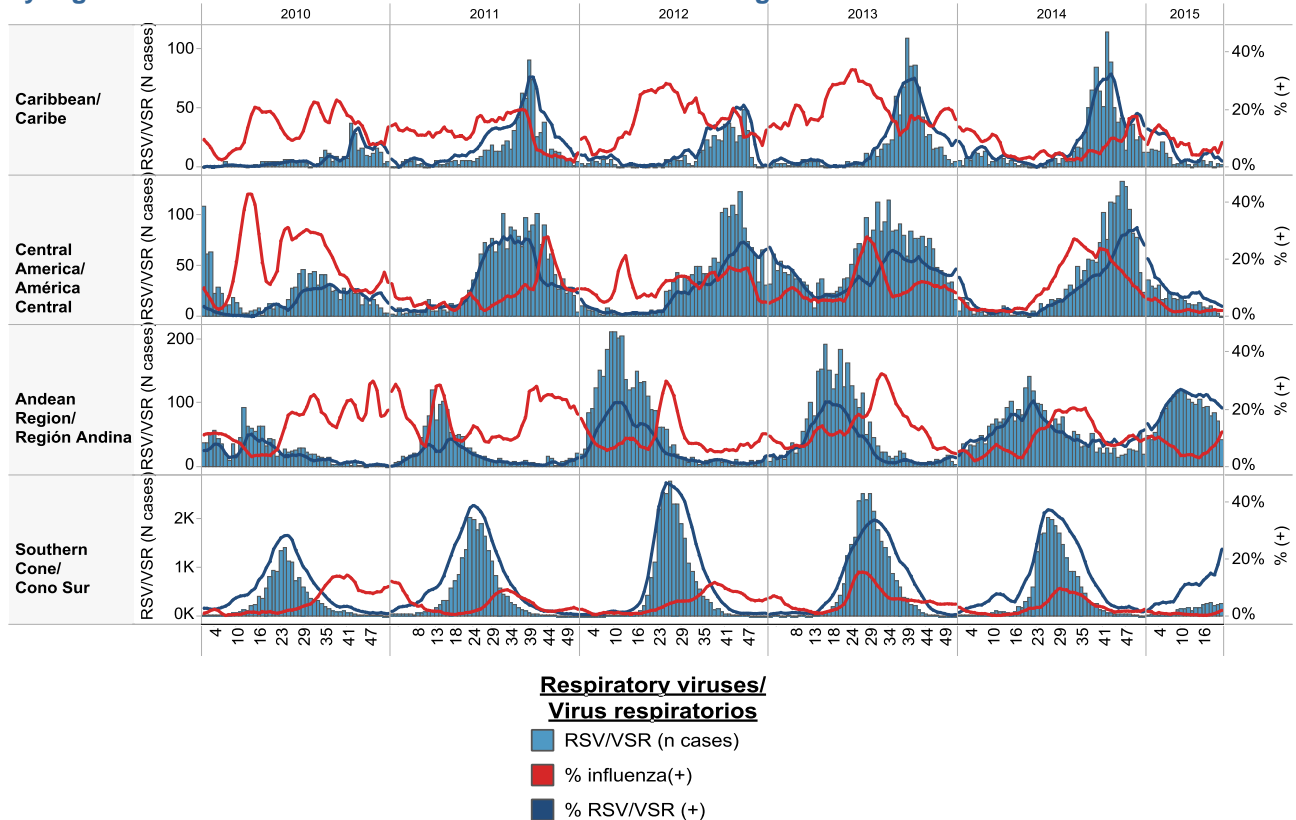 2010 2011 2012 2013 2014 2015
Caribbean/
Caribe
RSV/VSR (N cases)
100
50
0
40%
20%
0%
% (+)
Central
America/
América
Central
RSV/VSR (N cases)
100
50
0
40%
20%
0%
% (+)
Andean
Region/
Región Andina
RSV/VSR (N cases)
200
100
0
40%
20%
0%
% (+)
Southern
Cone/
Cono Sur
RSV/VSR (N cases)
2K
1K
0K
40%
20%
0%
% (+)
4 10 16 23 29 35 41 47 8 13 18 24 29 34 39 44 49 4 10 16 23 29 35 41 47 8 13 18 24 29 34 39 44 49 4 10 16 23 29 35 41 47 4 10 16
Respiratory viruses/
Virus respiratorios
RSV/VSR (n cases)
% influenza(+)
% RSV/VSR (+)